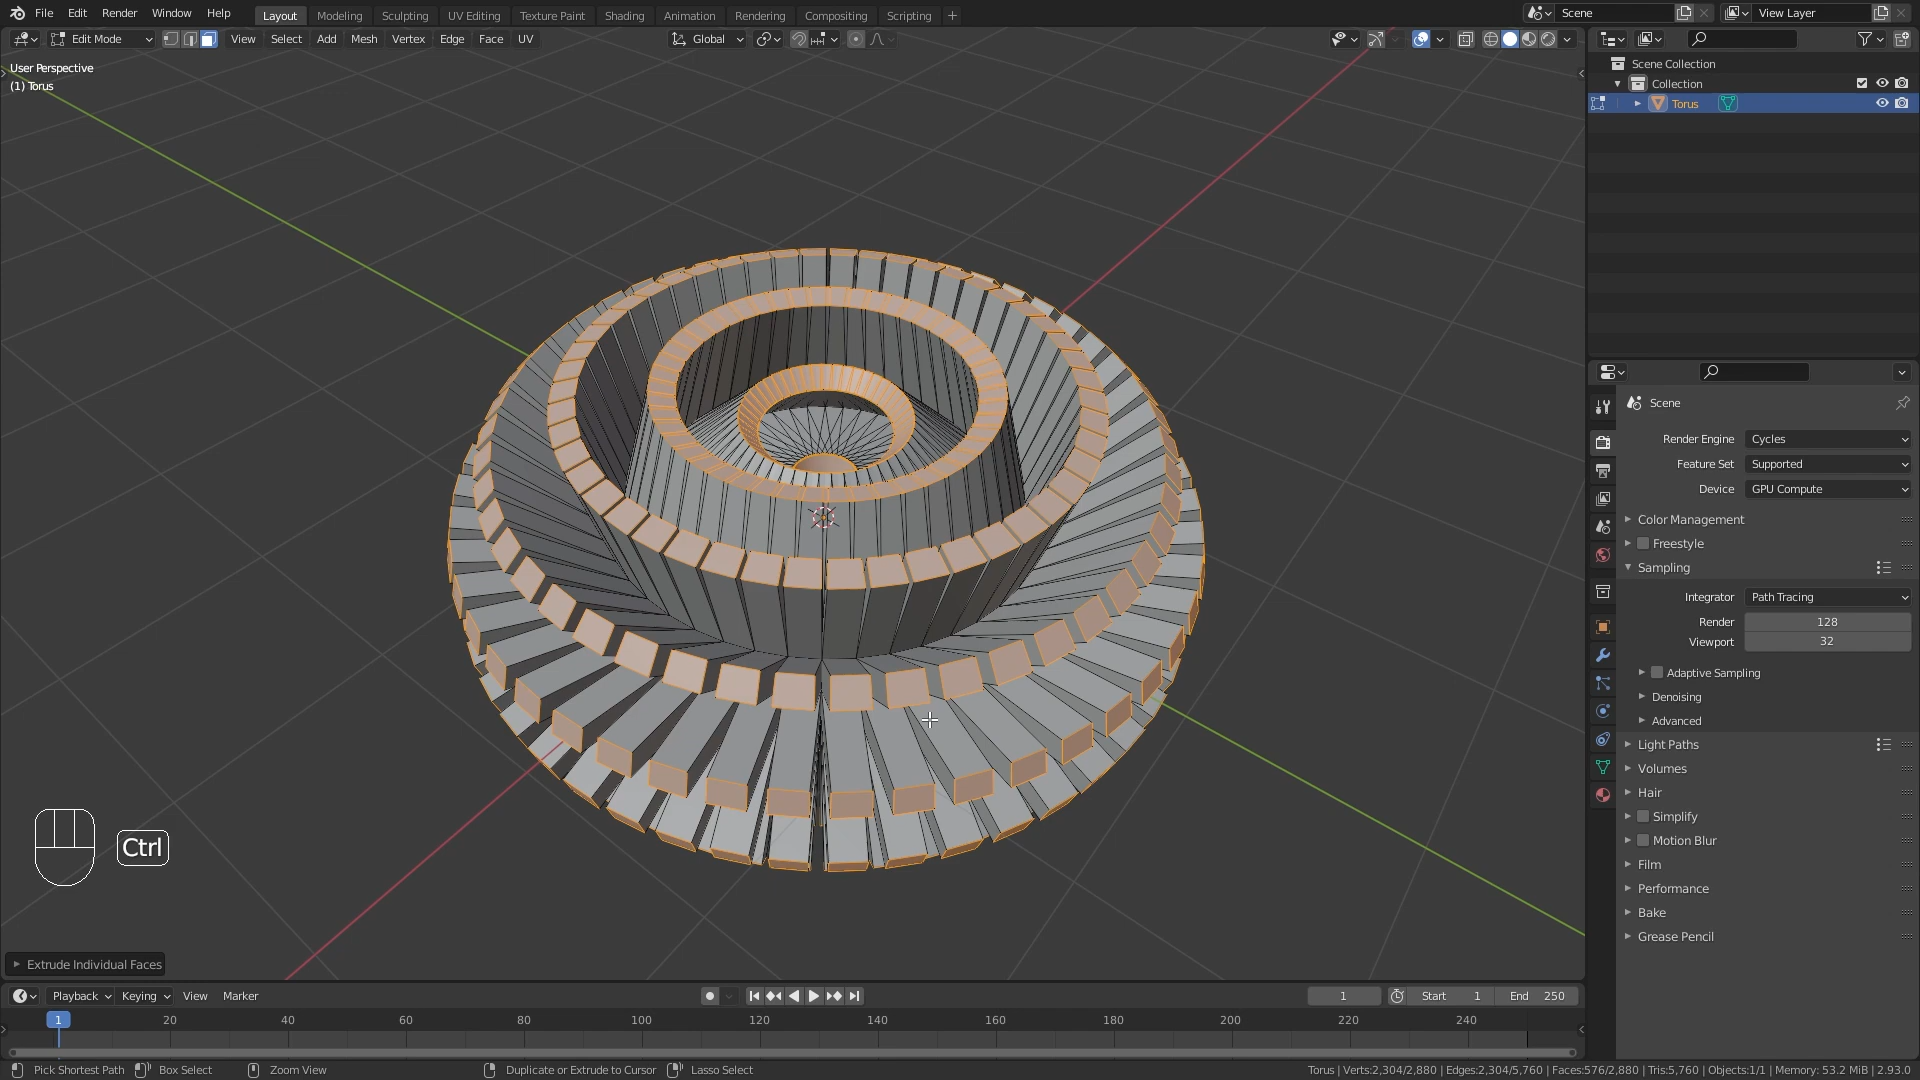 File Edit Render Window Help Layout Modeling Sculpting UV Editing Texture Paint Shading Animation Rendering Compositing Scripting + Scene View Layer
Edit Mode View Select Add Mesh Vertex Edge Face UV Global
User Perspective
(1) Torus
Scene Collection
Collection
Torus
Scene
Render Engine Cycles
Feature Set Supported
Device GPU Compute
Color Management
Freestyle
Sampling
Integrator Path Tracing
Render 128
Viewport 32
Adaptive Sampling
Denoising
Advanced
Light Paths
Volumes
Hair
Simplify
Motion Blur
Film
Performance
Bake
Grease Pencil
Ctrl
Extrude Individual Faces
Playback Keying View Marker 1 Start 1 End 250
1 20 40 60 80 100 120 140 160 180 200 220 240
Pick Shortest Path Box Select Zoom View Duplicate or Extrude to Cursor Lasso Select Torus | Verts:2,304/2,880 | Edges:2,304/5,760 | Faces:576/2,880 | Tris:5,760 | Objects:1/1 | Memory: 53.2 MiB | 2.93.0